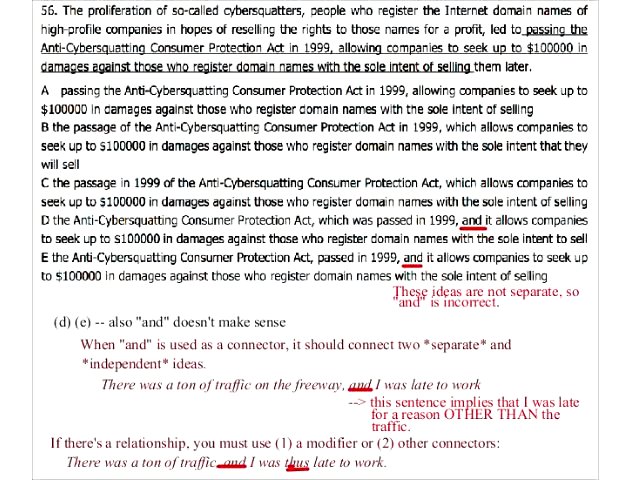 56. The proliferation of so-called cybersquatters, people who register the Internet domain names of
high-profile companies in hopes of reselling the rights to those names for a profit, led to passing the
Anti-Cybersquatting Consumer Protection Act in 1999, allowing companies to seek up to $100000 in
damages against those who register domain names with the sole intent of selling them later.
A passing the Anti-Cybersquatting Consumer Protection Act in 1999, allowing companies to seek up to
$100000 in damages against those who register domain names with the sole intent of selling
B the passage of the Anti-Cybersquatting Consumer Protection Act in 1999, which allows companies to
seek up to $100000 in damages against those who register domain names with the sole intent that they
will sell
C the passage in 1999 of the Anti-Cybersquatting Consumer Protection Act, which allows companies to
seek up to $100000 in damages against those who register domain names with the sole intent of selling
D the Anti-Cybersquatting Consumer Protection Act, which was passed in 1999, and it allows companies
to seek up to $100000 in damages against those who register domain names with the sole intent to sell
E the Anti-Cybersquatting Consumer Protection Act, passed in 1999, and it allows companies to seek up
to $100000 in damages against those who register domain names with the sole intent of selling
These ideas are not separate, so
"and" is incorrect.
(d) (e) -- also "and" doesn't make sense
When "and" is used as a connector, it should connect two *separate* and
*independent* ideas.
There was a ton of traffic on the freeway, and I was late to work
--> this sentence implies that I was late
for a reason OTHER THAN the
traffic.
If there's a relationship, you must use (1) a modifier or (2) other connectors:
There was a ton of traffic, and I was thus late to work.